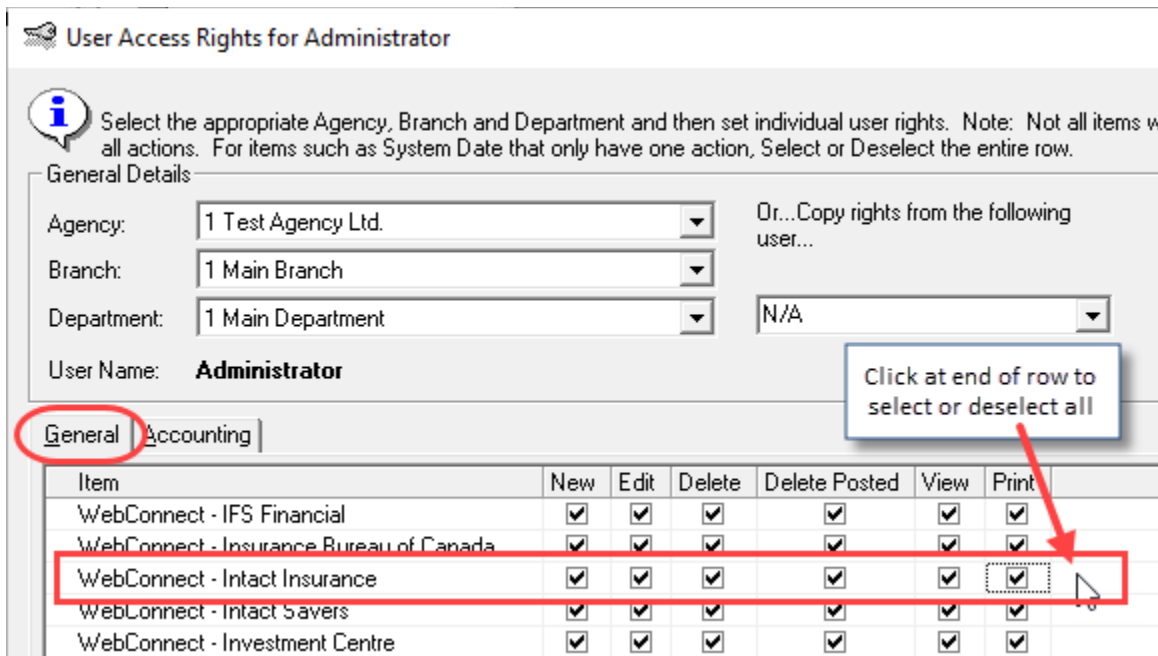 User Access Rights for Administrator
Select the appropriate Agency, Branch and Department and then set individual user rights. Note: Not all items
all actions. For items such as System Date that only have one action, Select or Deselect the entire row.
General Details
Agency: 1 Test Agency Ltd.
Or...Copy rights from the following
user...
Branch: 1 Main Branch
Department: 1 Main Department N/A
User Name: Administrator
Click at end of row to
select or deselect all
General Accounting
Item New Edit Delete Delete Posted View Print
WebConnect - IFS Financial
WebConnect - Insurance Bureau of Canada
WebConnect - Intact Insurance
WebConnect - Intact Savers
WebConnect - Investment Centre